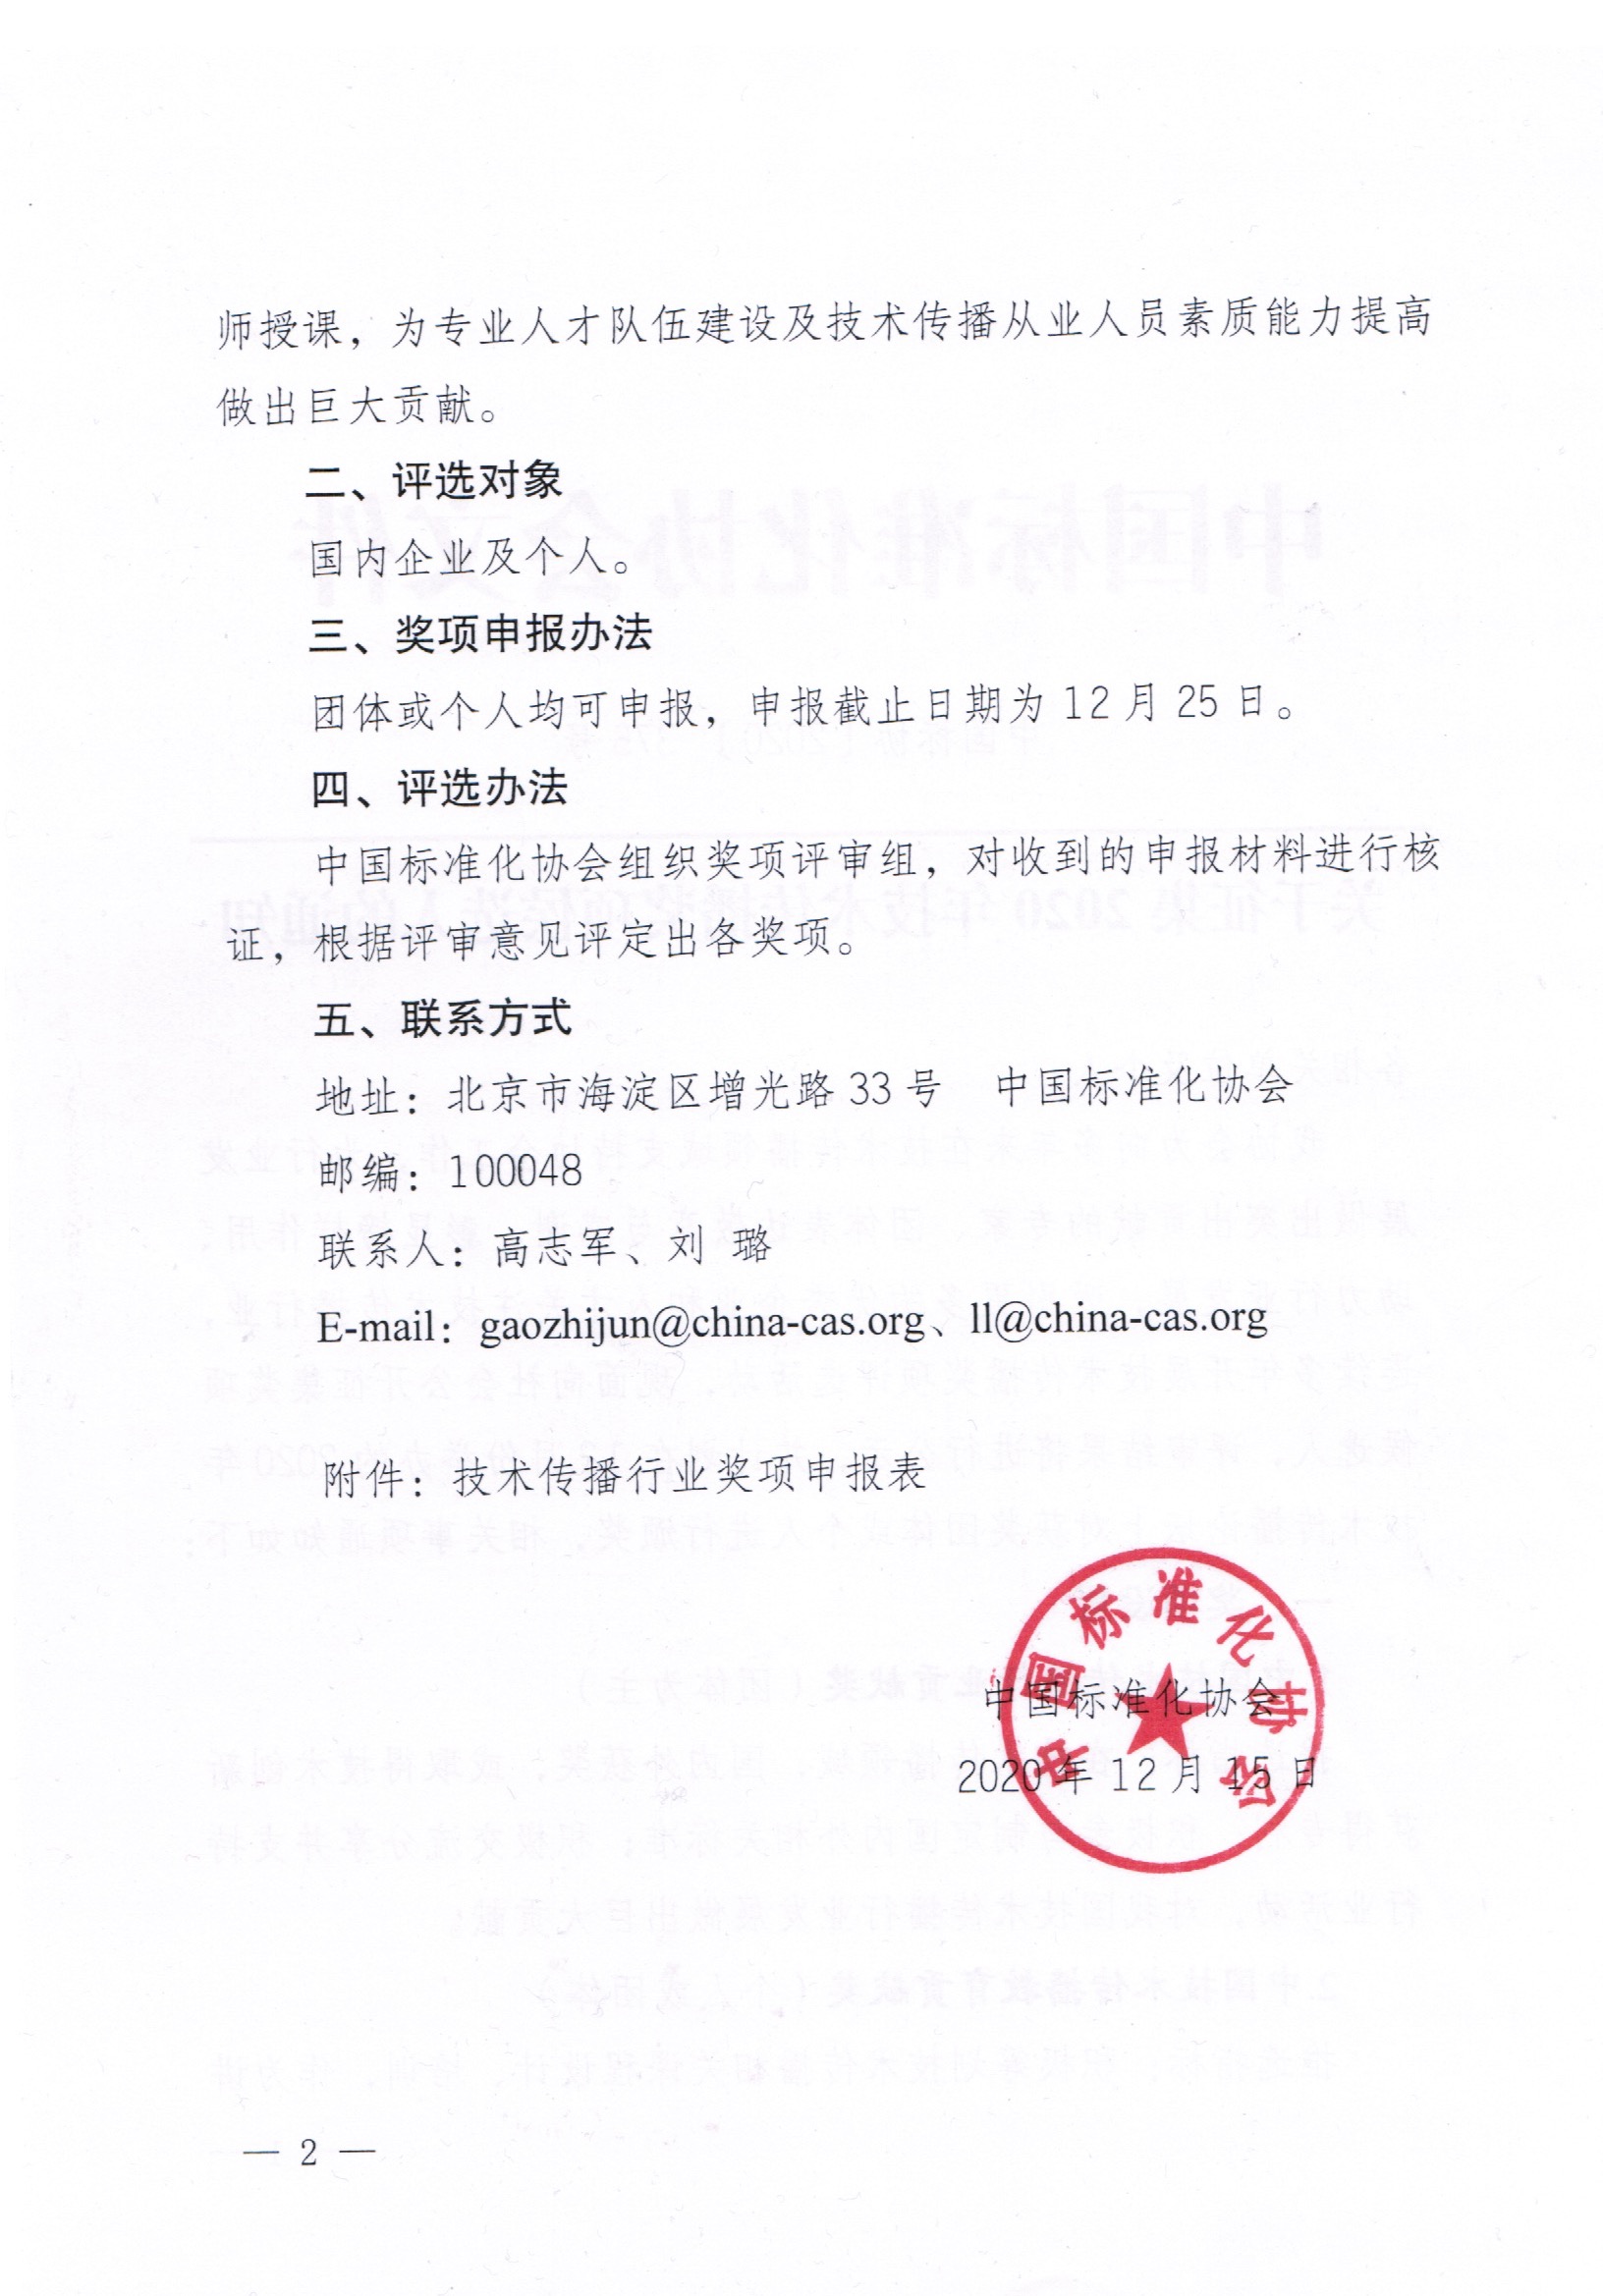 师授课，为专业人才队伍建设及技术传播从业人员素质能力提高
做出巨大贡献。
二、评选对象
国内企业及个人。
三、奖项申报办法
团体或个人均可申报，申报截止日期为 12 月 25 日。
四、评选办法
中国标准化协会组织奖项评审组，对收到的申报材料进行核
证，根据评审意见评定出各奖项。
五、联系方式
地址：北京市海淀区增光路 33 号　中国标准化协会
邮编：100048
联系人：高志军、刘 璐
E-mail：gaozhijun@china-cas.org、ll@china-cas.org
附件：技术传播行业奖项申报表
中国标准化协会
中国标准化协会
2020 年 12 月 15 日
— 2 —